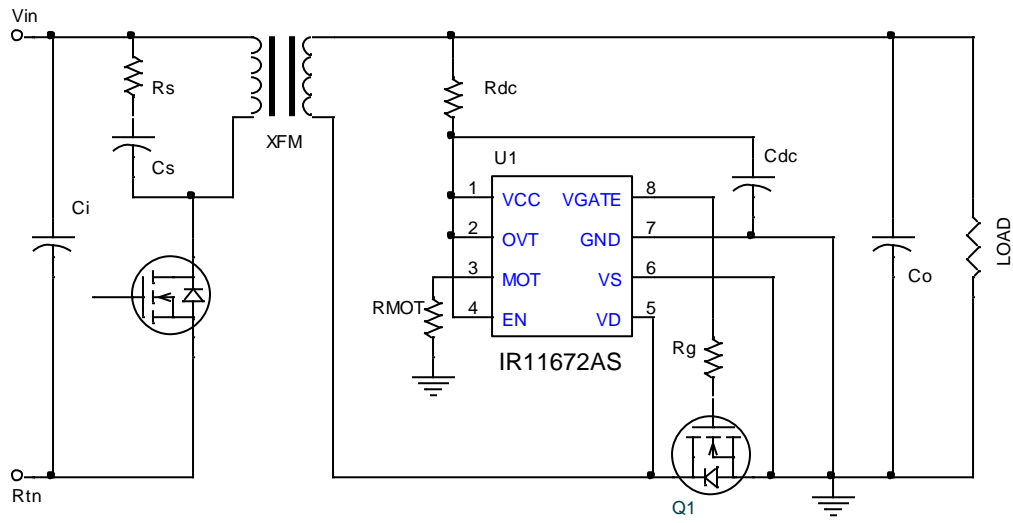 Vin
Rs
Cs
Ci
Rtn
XFM
Rdc
Cdc
U1
1 VCC VGATE 8
2 OVT GND 7
3 MOT VS 6
4 EN VD 5
IR11672AS
RMOT
Rg
Q1
Co
LOAD